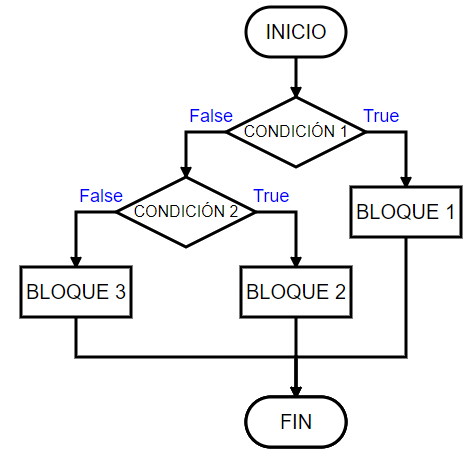 INICIO
False
True
CONDICIÓN 1
False
True
CONDICIÓN 2
BLOQUE 1
BLOQUE 3
BLOQUE 2
FIN